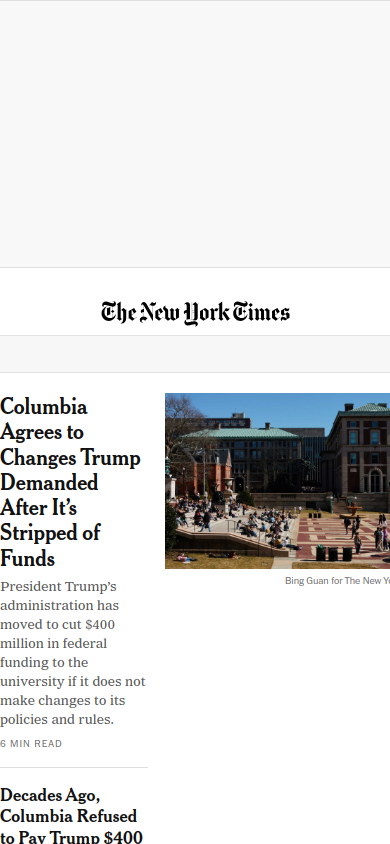 The New York Times
Columbia
Agrees to
Changes Trump
Demanded
After It’s
Stripped of
Funds
President Trump’s
administration has
moved to cut $400
million in federal
funding to the
university if it does not
make changes to its
policies and rules.
6 MIN READ
Bing Guan for The New Yo
Decades Ago,
Columbia Refused
to Pay Trump $400